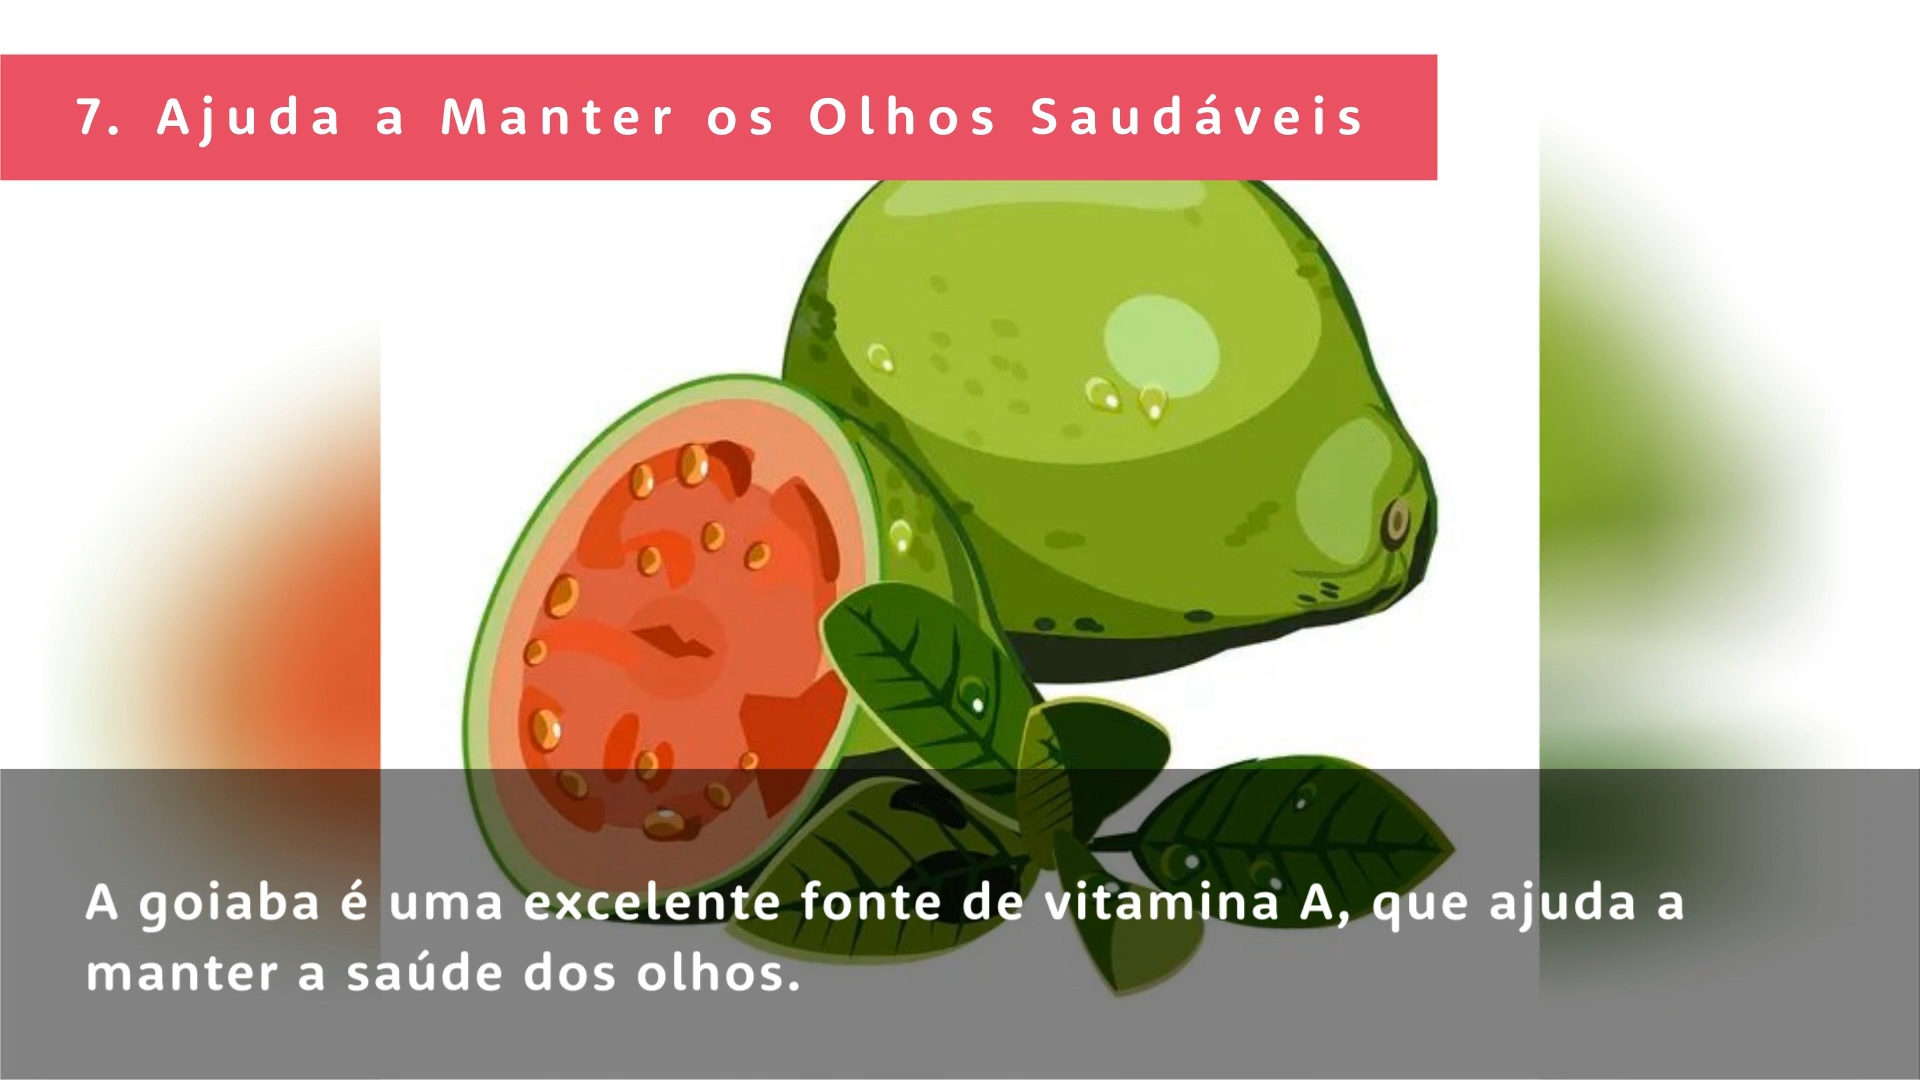 7. Ajuda a Manter os Olhos Saudáveis
A goiaba é uma excelente fonte de vitamina A, que ajuda a
manter a saúde dos olhos.